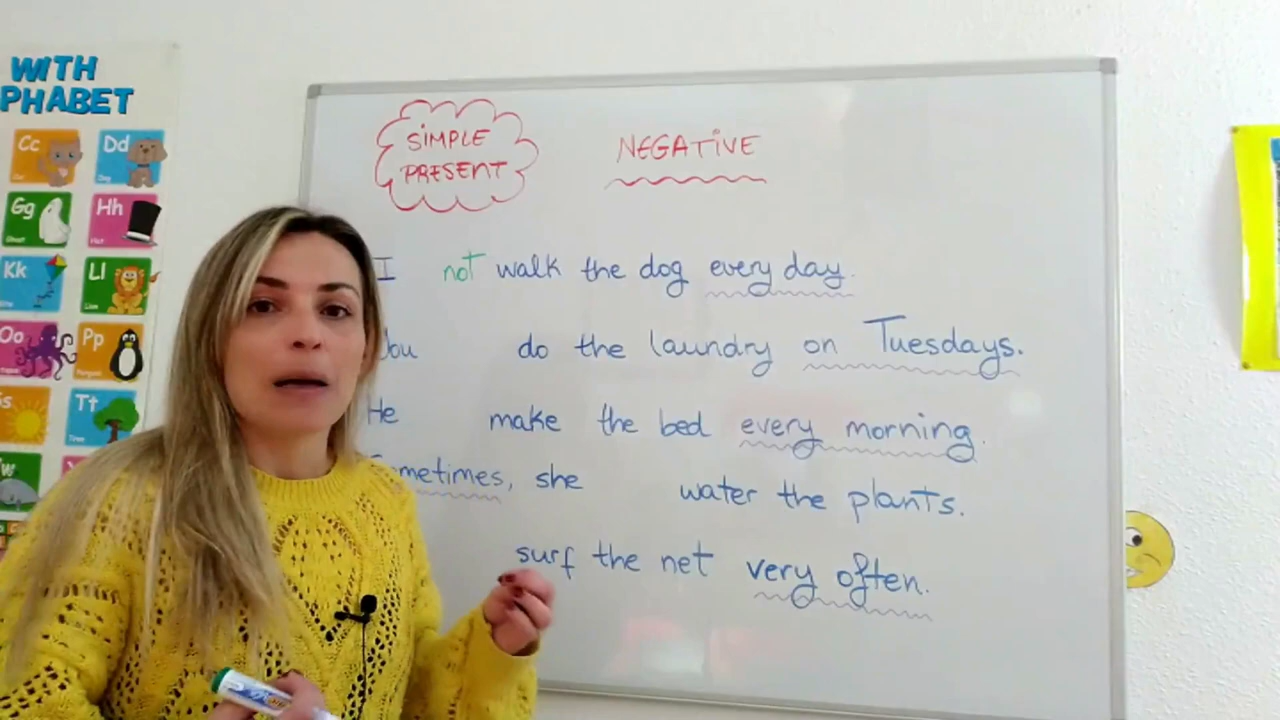 WITH
PHABET
Cc
Dd
Gg
Hh
Kk
Ll
Oo
Pp
Tt
SIMPLE
PRESENT
NEGATIVE
I not walk the dog every day.
You do the laundry on Tuesdays.
He make the bed every morning.
Sometimes, she water the plants.
surf the net very often.